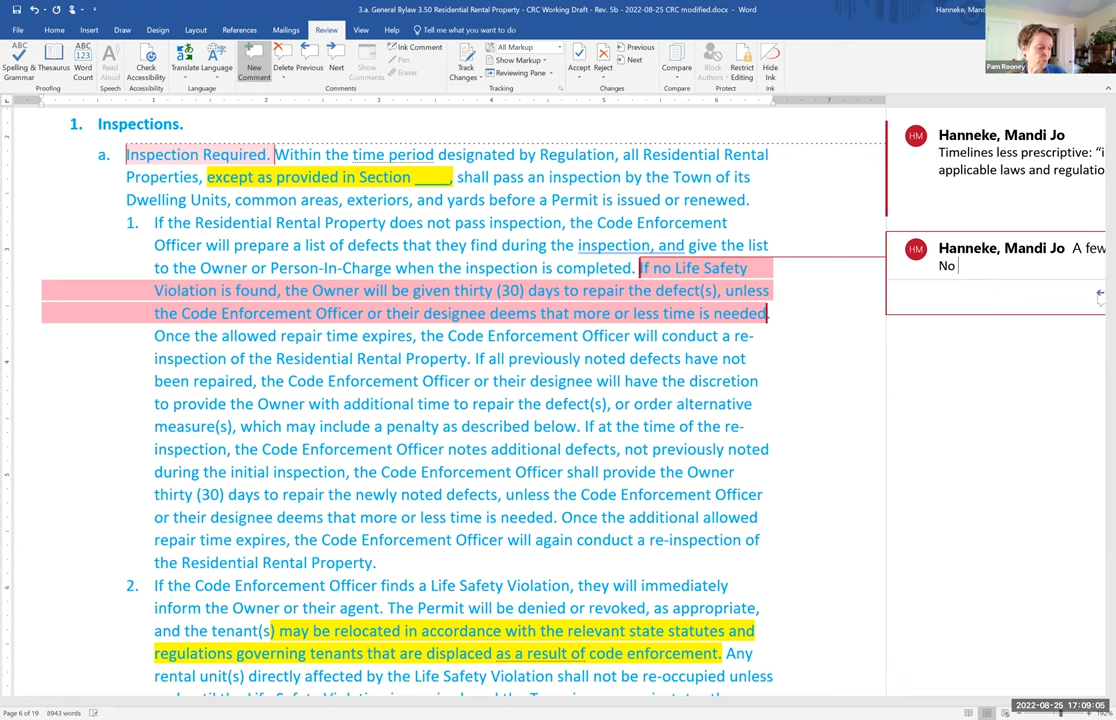 3.a. General Bylaw 3.50 Residential Rental Property - CRC Working Draft - Rev. 5b - 2022-08-25 CRC modified.docx - Word
Hanneke, Mand
Pam Rooney
File Home Insert Draw Design Layout References Mailings Review View Help Tell me what you want to do
Spelling & Grammar
Thesaurus
Word Count
Proofing
Read Aloud
Speech
Check Accessibility
Accessibility
Translate
Language
Language
New Comment
Delete
Previous
Next
Show Comments
Ink Comment
Pen
Eraser
Comments
Track Changes
All Markup
Show Markup
Reviewing Pane
Tracking
Accept
Reject
Previous
Next
Changes
Compare
Compare
Block Authors
Restrict Editing
Protect
Hide Ink
Ink
1 2 3 4 5 6 7
1. Inspections.
a. Inspection Required. Within the time period designated by Regulation, all Residential Rental
Properties, except as provided in Section ____, shall pass an inspection by the Town of its
Dwelling Units, common areas, exteriors, and yards before a Permit is issued or renewed.
1. If the Residential Rental Property does not pass inspection, the Code Enforcement
Officer will prepare a list of defects that they find during the inspection, and give the list
to the Owner or Person-In-Charge when the inspection is completed. If no Life Safety
Violation is found, the Owner will be given thirty (30) days to repair the defect(s), unless
the Code Enforcement Officer or their designee deems that more or less time is needed.
Once the allowed repair time expires, the Code Enforcement Officer will conduct a re-
inspection of the Residential Rental Property. If all previously noted defects have not
been repaired, the Code Enforcement Officer or their designee will have the discretion
to provide the Owner with additional time to repair the defect(s), or order alternative
measure(s), which may include a penalty as described below. If at the time of the re-
inspection, the Code Enforcement Officer notes additional defects, not previously noted
during the initial inspection, the Code Enforcement Officer shall provide the Owner
thirty (30) days to repair the newly noted defects, unless the Code Enforcement Officer
or their designee deems that more or less time is needed. Once the additional allowed
repair time expires, the Code Enforcement Officer will again conduct a re-inspection of
the Residential Rental Property.
2. If the Code Enforcement Officer finds a Life Safety Violation, they will immediately
inform the Owner or their agent. The Permit will be denied or revoked, as appropriate,
and the tenant(s) may be relocated in accordance with the relevant state statutes and
regulations governing tenants that are displaced as a result of code enforcement. Any
rental unit(s) directly affected by the Life Safety Violation shall not be re-occupied unless
HM Hanneke, Mandi Jo
Timelines less prescriptive: “i
applicable laws and regulatio
HM Hanneke, Mandi Jo A few
No
Page 6 of 19 8943 words
2022-08-25 17:09:05
192%